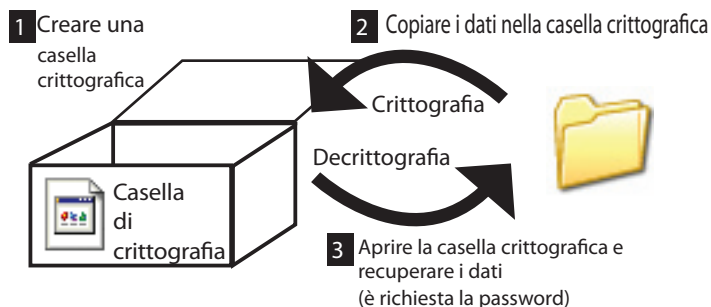 1 Creare una
casella
crittografica
2 Copiare i dati nella casella crittografica
Crittografia
Decrittografia
Casella
di
crittografia
3 Aprire la casella crittografica e
recuperare i dati
(è richiesta la password)